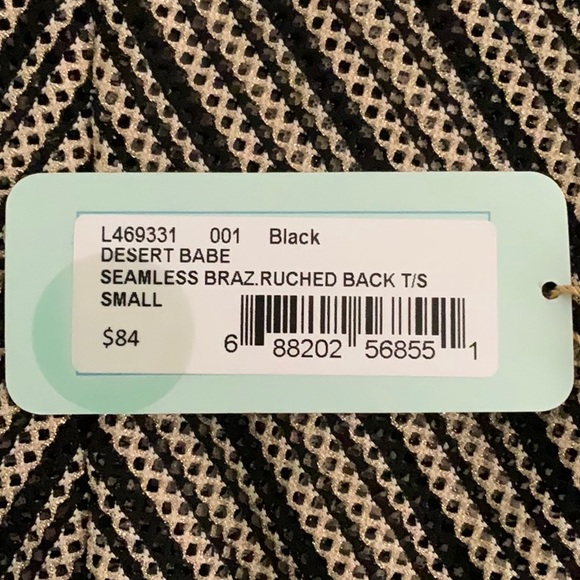 L469331 001 Black
DESERT BABE
SEAMLESS BRAZ.RUCHED BACK T/S
SMALL
$84
6 88202 56855 1